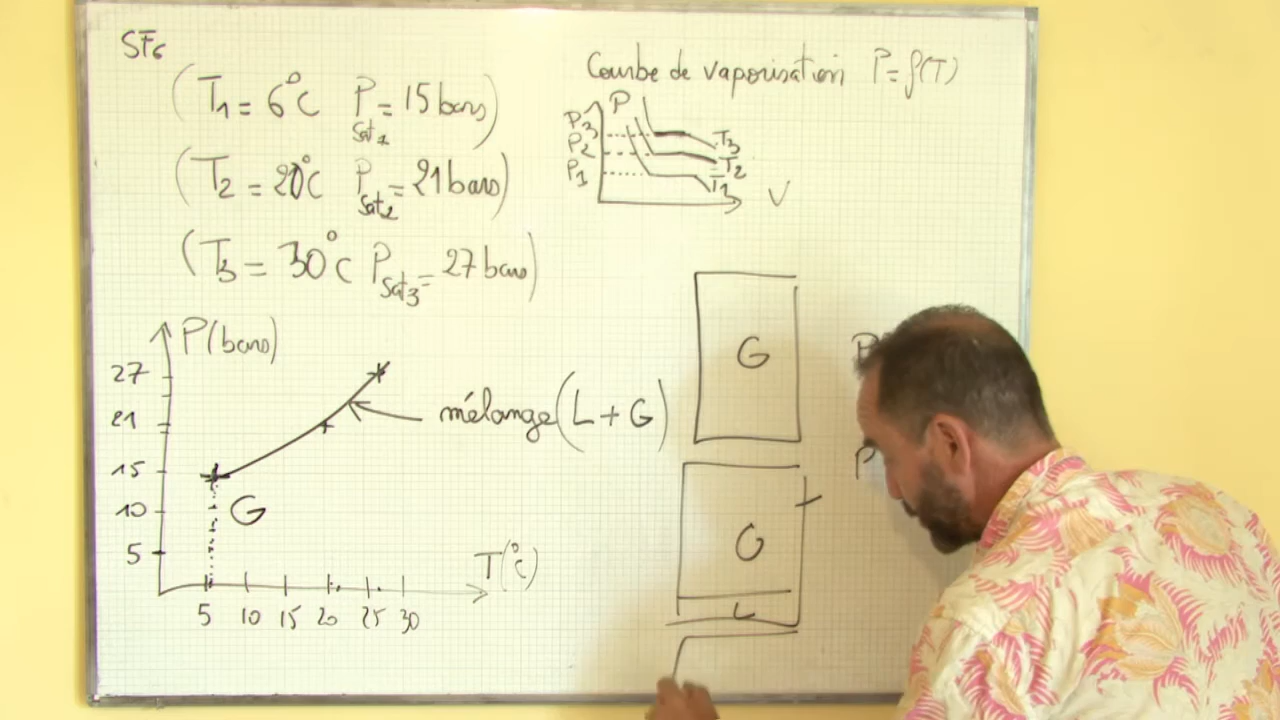 SF6
(T1 = 6°C Psat1 = 15 bars)
(T2 = 20°C Psat2 = 21 bars)
(T3 = 30°C Psat3 = 27 bars)
Courbe de vaporisation P = f(T)
P
P3
P2
P1
T3
T2
T1
V
P(bars)
27
21
15
10
5
G
mélange (L + G)
T(°C)
5 10 15 20 25 30
G
G
L
P
P